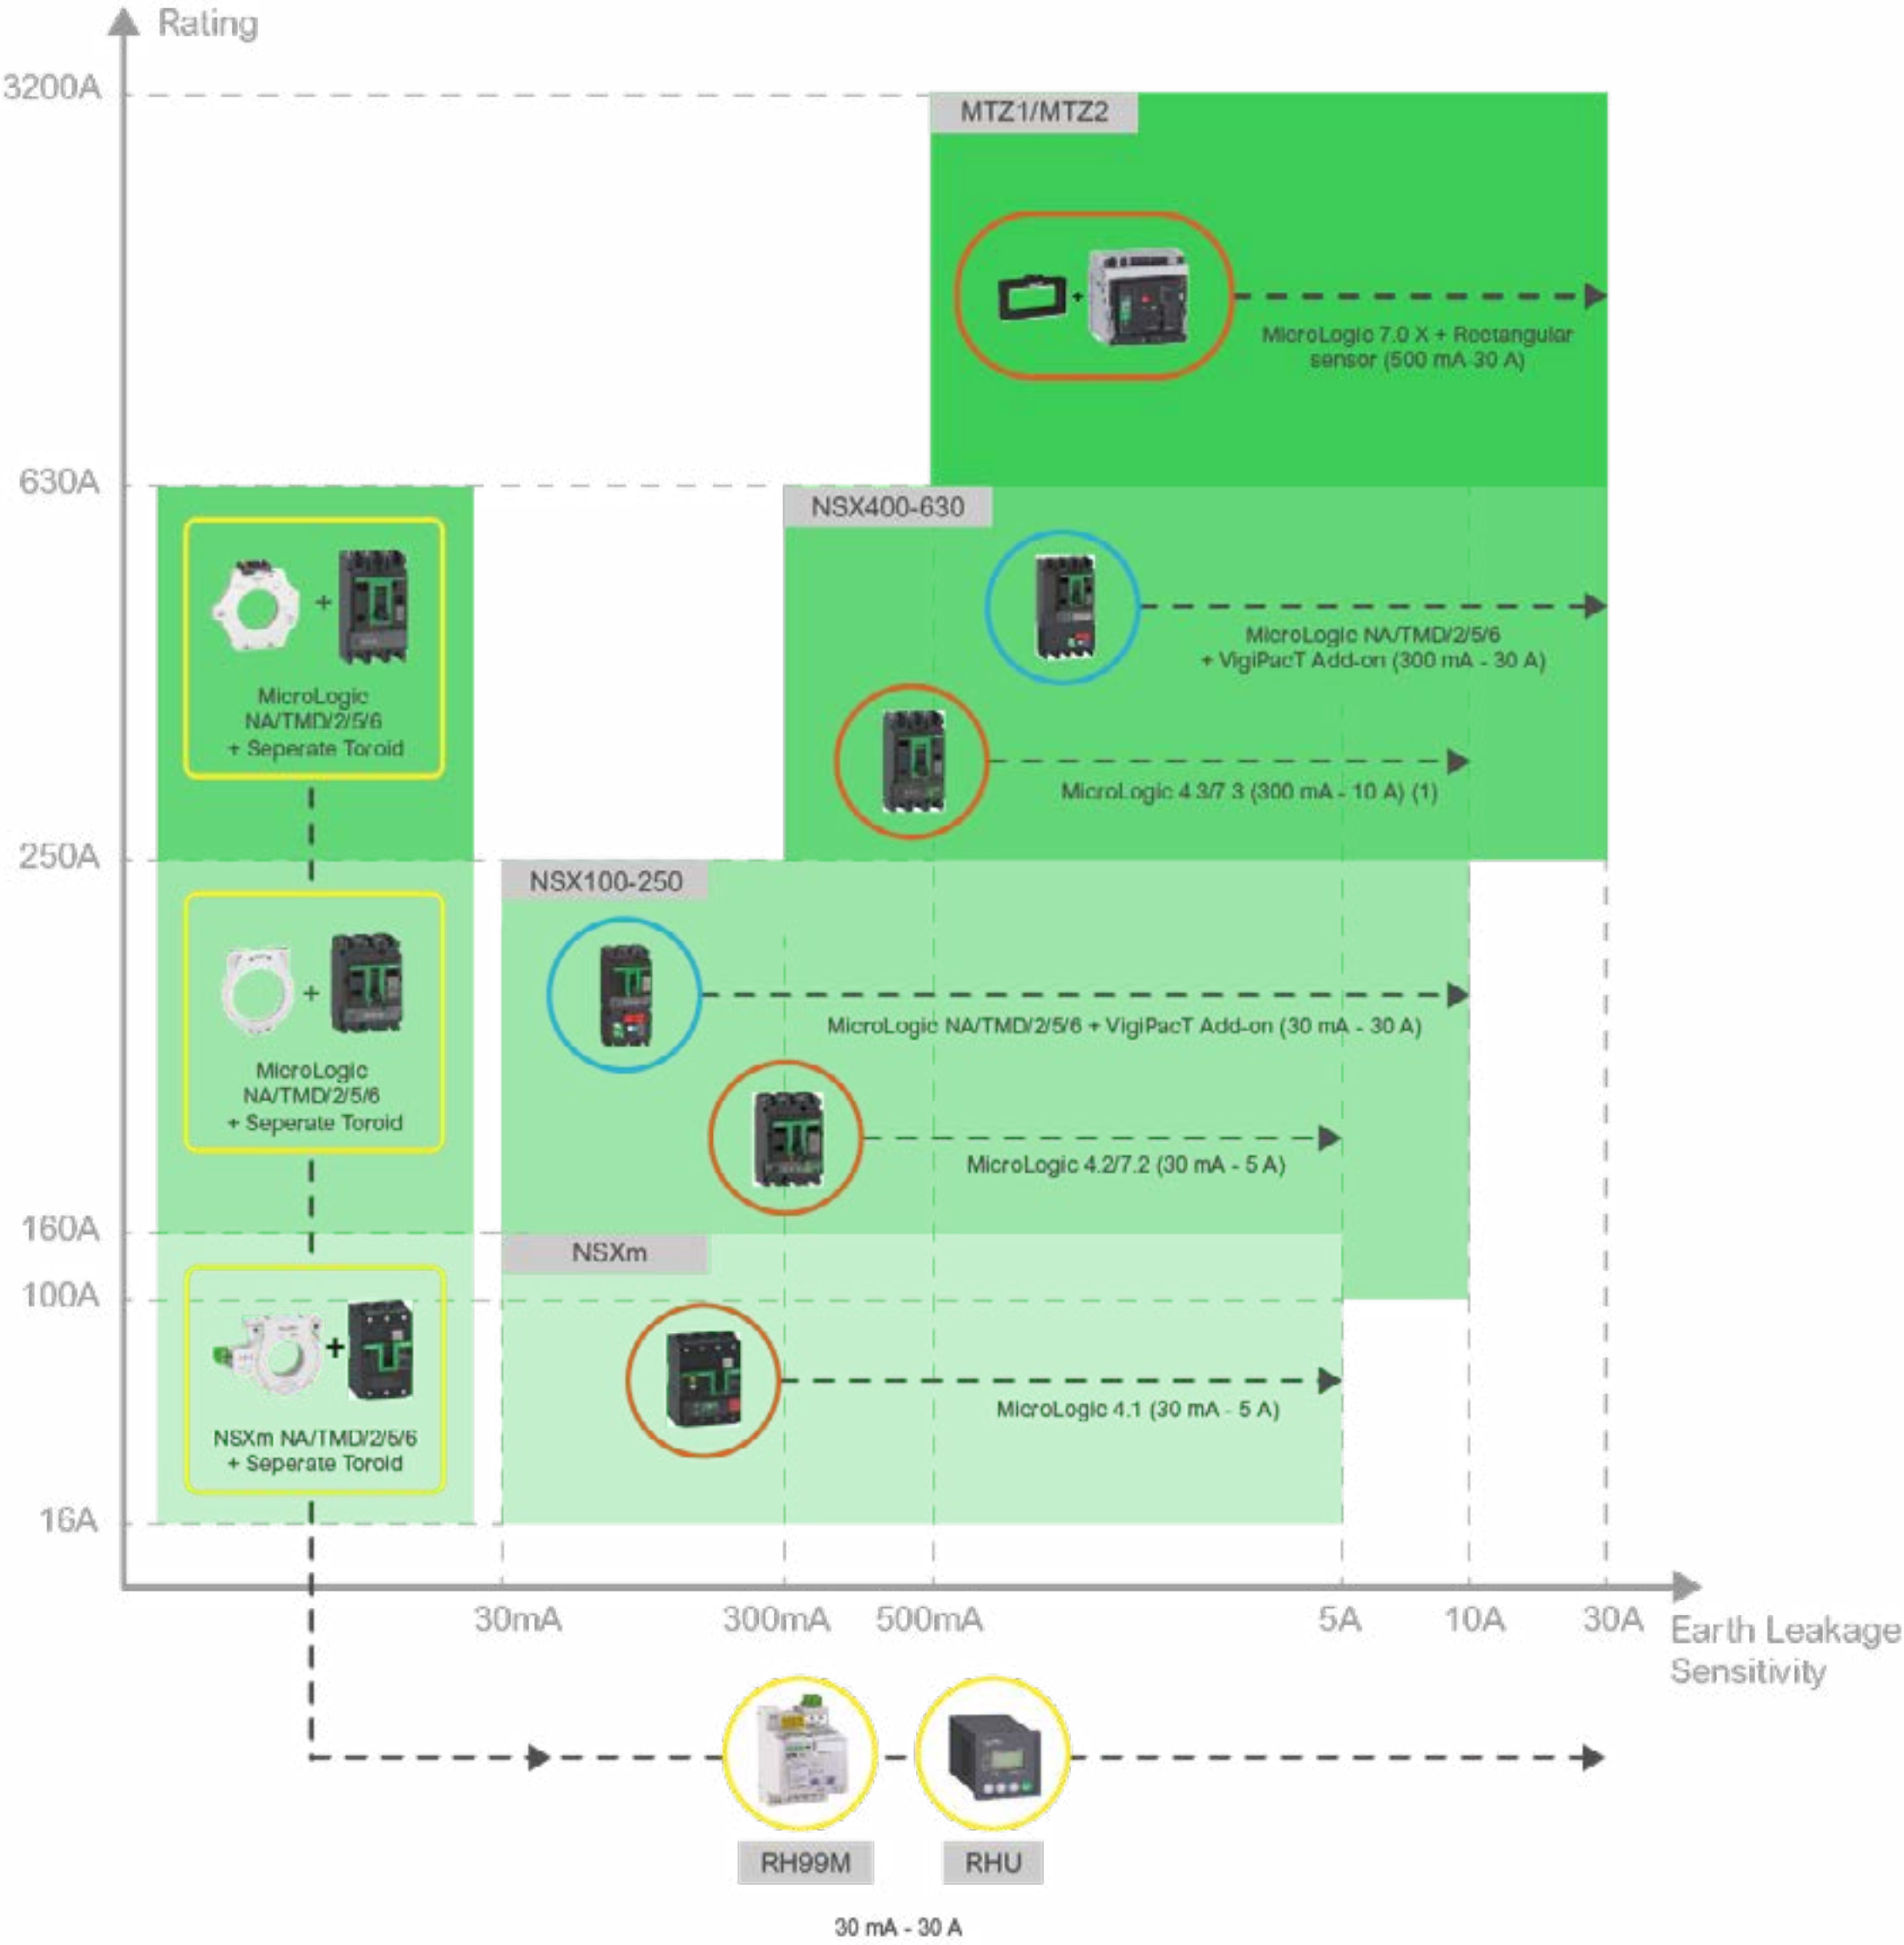 Rating
3200A
MTZ1/MTZ2
+
MicroLogic 7.0 X + Rectangular
sensor (500 mA-30 A)
630A
NSX400-630
+
MicroLogic
NA/TMD/2/5/6
+ Seperate Toroid
MicroLogic NA/TMD/2/5/6
+ VigiPacT Add-on (300 mA - 30 A)
MicroLogic 4.3/7.3 (300 mA - 10 A) (1)
250A
NSX100-250
+
MicroLogic
NA/TMD/2/5/6
+ Seperate Toroid
MicroLogic NA/TMD/2/5/6 + VigiPacT Add-on (30 mA - 30 A)
MicroLogic 4.2/7.2 (30 mA - 5 A)
160A
NSXm
100A
+
NSXm NA/TMD/2/5/6
+ Seperate Toroid
MicroLogic 4.1 (30 mA - 5 A)
16A
30mA
300mA
500mA
5A
10A
30A
Earth Leakage
Sensitivity
RH99M
RHU
30 mA - 30 A